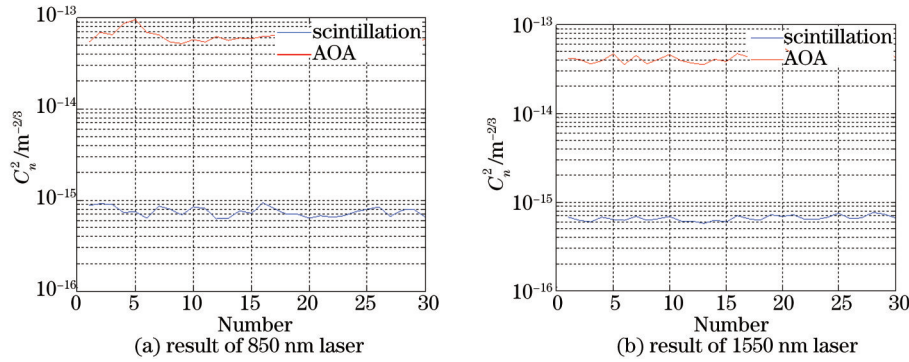 10^{-13}
scintillation
AOA
10^{-14}
10^{-15}
10^{-16}
C_n^2/m^{-2/3}
0 5 10 15 20 25 30
Number
(a) result of 850 nm laser
10^{-13}
scintillation
AOA
10^{-14}
10^{-15}
10^{-16}
C_n^2/m^{-2/3}
0 5 10 15 20 25 30
Number
(b) result of 1550 nm laser